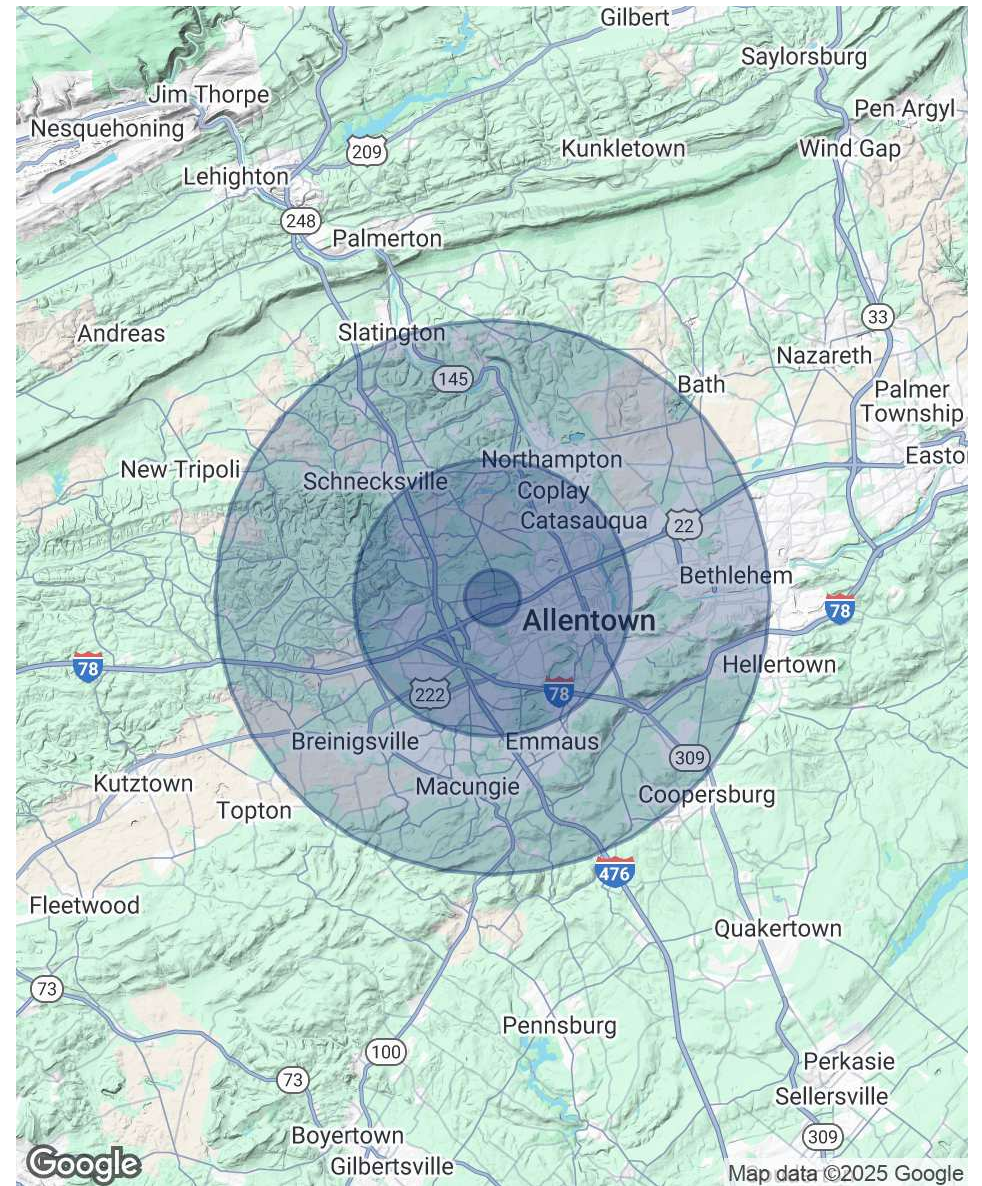 Gilbert
Saylorsburg
Jim Thorpe
Pen Argyl
Nesquehoning
209
Kunkletown
Wind Gap
Lehighton
248
Palmerton
33
Andreas
Slatington
Nazareth
145
Bath
Palmer
Township
Northampton
Easto
New Tripoli
Schnecksville
Coplay
Catasauqua
22
Bethlehem
78
Allentown
78
Hellertown
222
78
Breinigsville
Emmaus
309
Kutztown
Macungie
Coopersburg
Topton
476
Fleetwood
Quakertown
73
Pennsburg
100
Perkasie
73
Sellersville
Boyertown
309
Gilbertsville
Google
Map data ©2025 Google